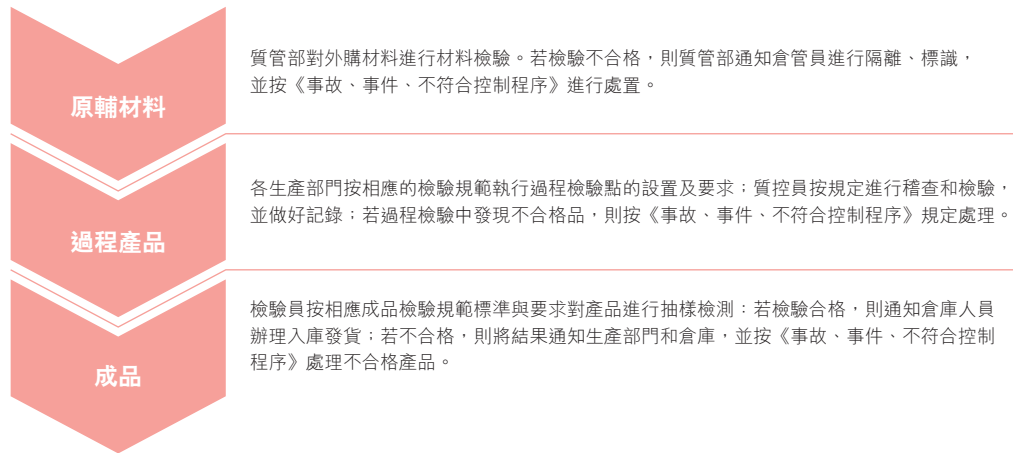 原輔材料
質管部對外購材料進行材料檢驗。若檢驗不合格，則質管部通知倉管員進行隔離、標識，
並按《事故、事件、不符合控制程序》進行處置。
過程產品
各生產部門按相應的檢驗規範執行過程檢驗點的設置及要求；質控員按規定進行稽查和檢驗，
並做好記錄；若過程檢驗中發現不合格品，則按《事故、事件、不符合控制程序》規定處理。
成品
檢驗員按相應成品檢驗規範標準與要求對產品進行抽樣檢測：若檢驗合格，則通知倉庫人員
辦理入庫發貨；若不合格，則將結果通知生產部門和倉庫，並按《事故、事件、不符合控制
程序》處理不合格產品。